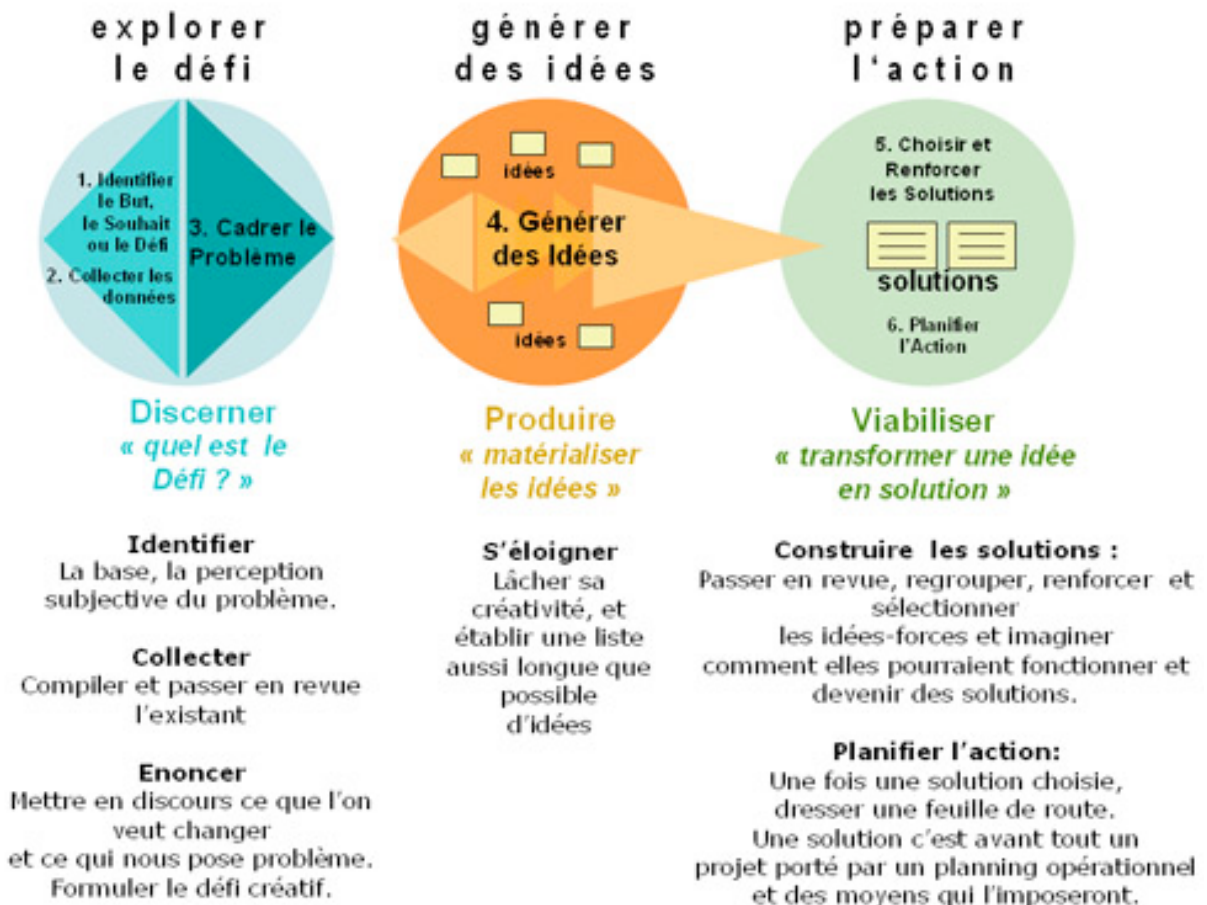 explorer
le défi
1. Identifier
le But,
le Souhait
ou le Défi
2. Collecter les
données
3. Cadrer le
Problème
Discerner
« quel est le
Défi ? »
Identifier
La base, la perception
subjective du problème.
Collecter
Compiler et passer en revue
l'existant
Enoncer
Mettre en discours ce que l'on
veut changer
et ce qui nous pose problème.
Formuler le défi créatif.
générer
des idées
idées
4. Générer
des Idées
idées
Produire
« matérialiser
les idées »
S'éloigner
Lâcher sa
créativité, et
établir une liste
aussi longue que
possible
d'idées
préparer
l'action
5. Choisir et
Renforcer
les Solutions
solutions
6. Planifier
l'Action
Viabiliser
« transformer une idée
en solution »
Construire les solutions :
Passer en revue, regrouper, renforcer et
sélectionner
les idées-forces et imaginer
comment elles pourraient fonctionner et
devenir des solutions.
Planifier l'action:
Une fois une solution choisie,
dresser une feuille de route.
Une solution c'est avant tout un
projet porté par un planning opérationnel
et des moyens qui l'imposeront.